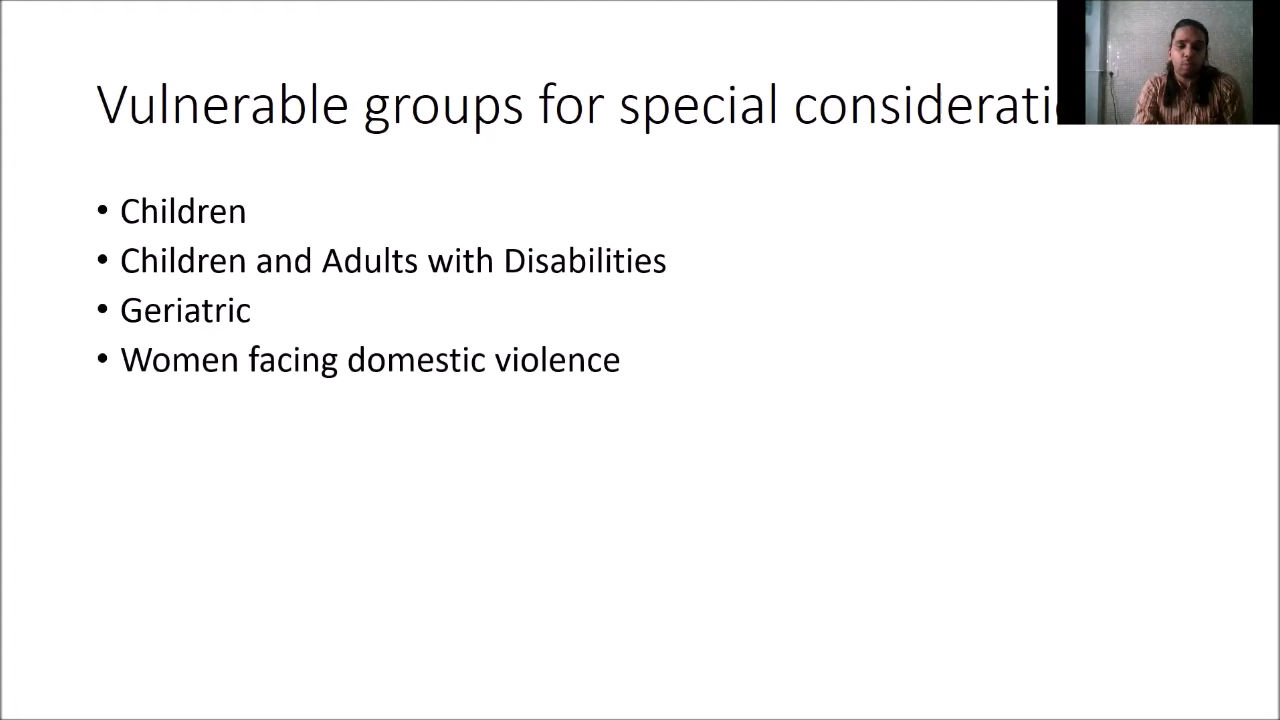 Vulnerable groups for special considerati
• Children
• Children and Adults with Disabilities
• Geriatric
• Women facing domestic violence